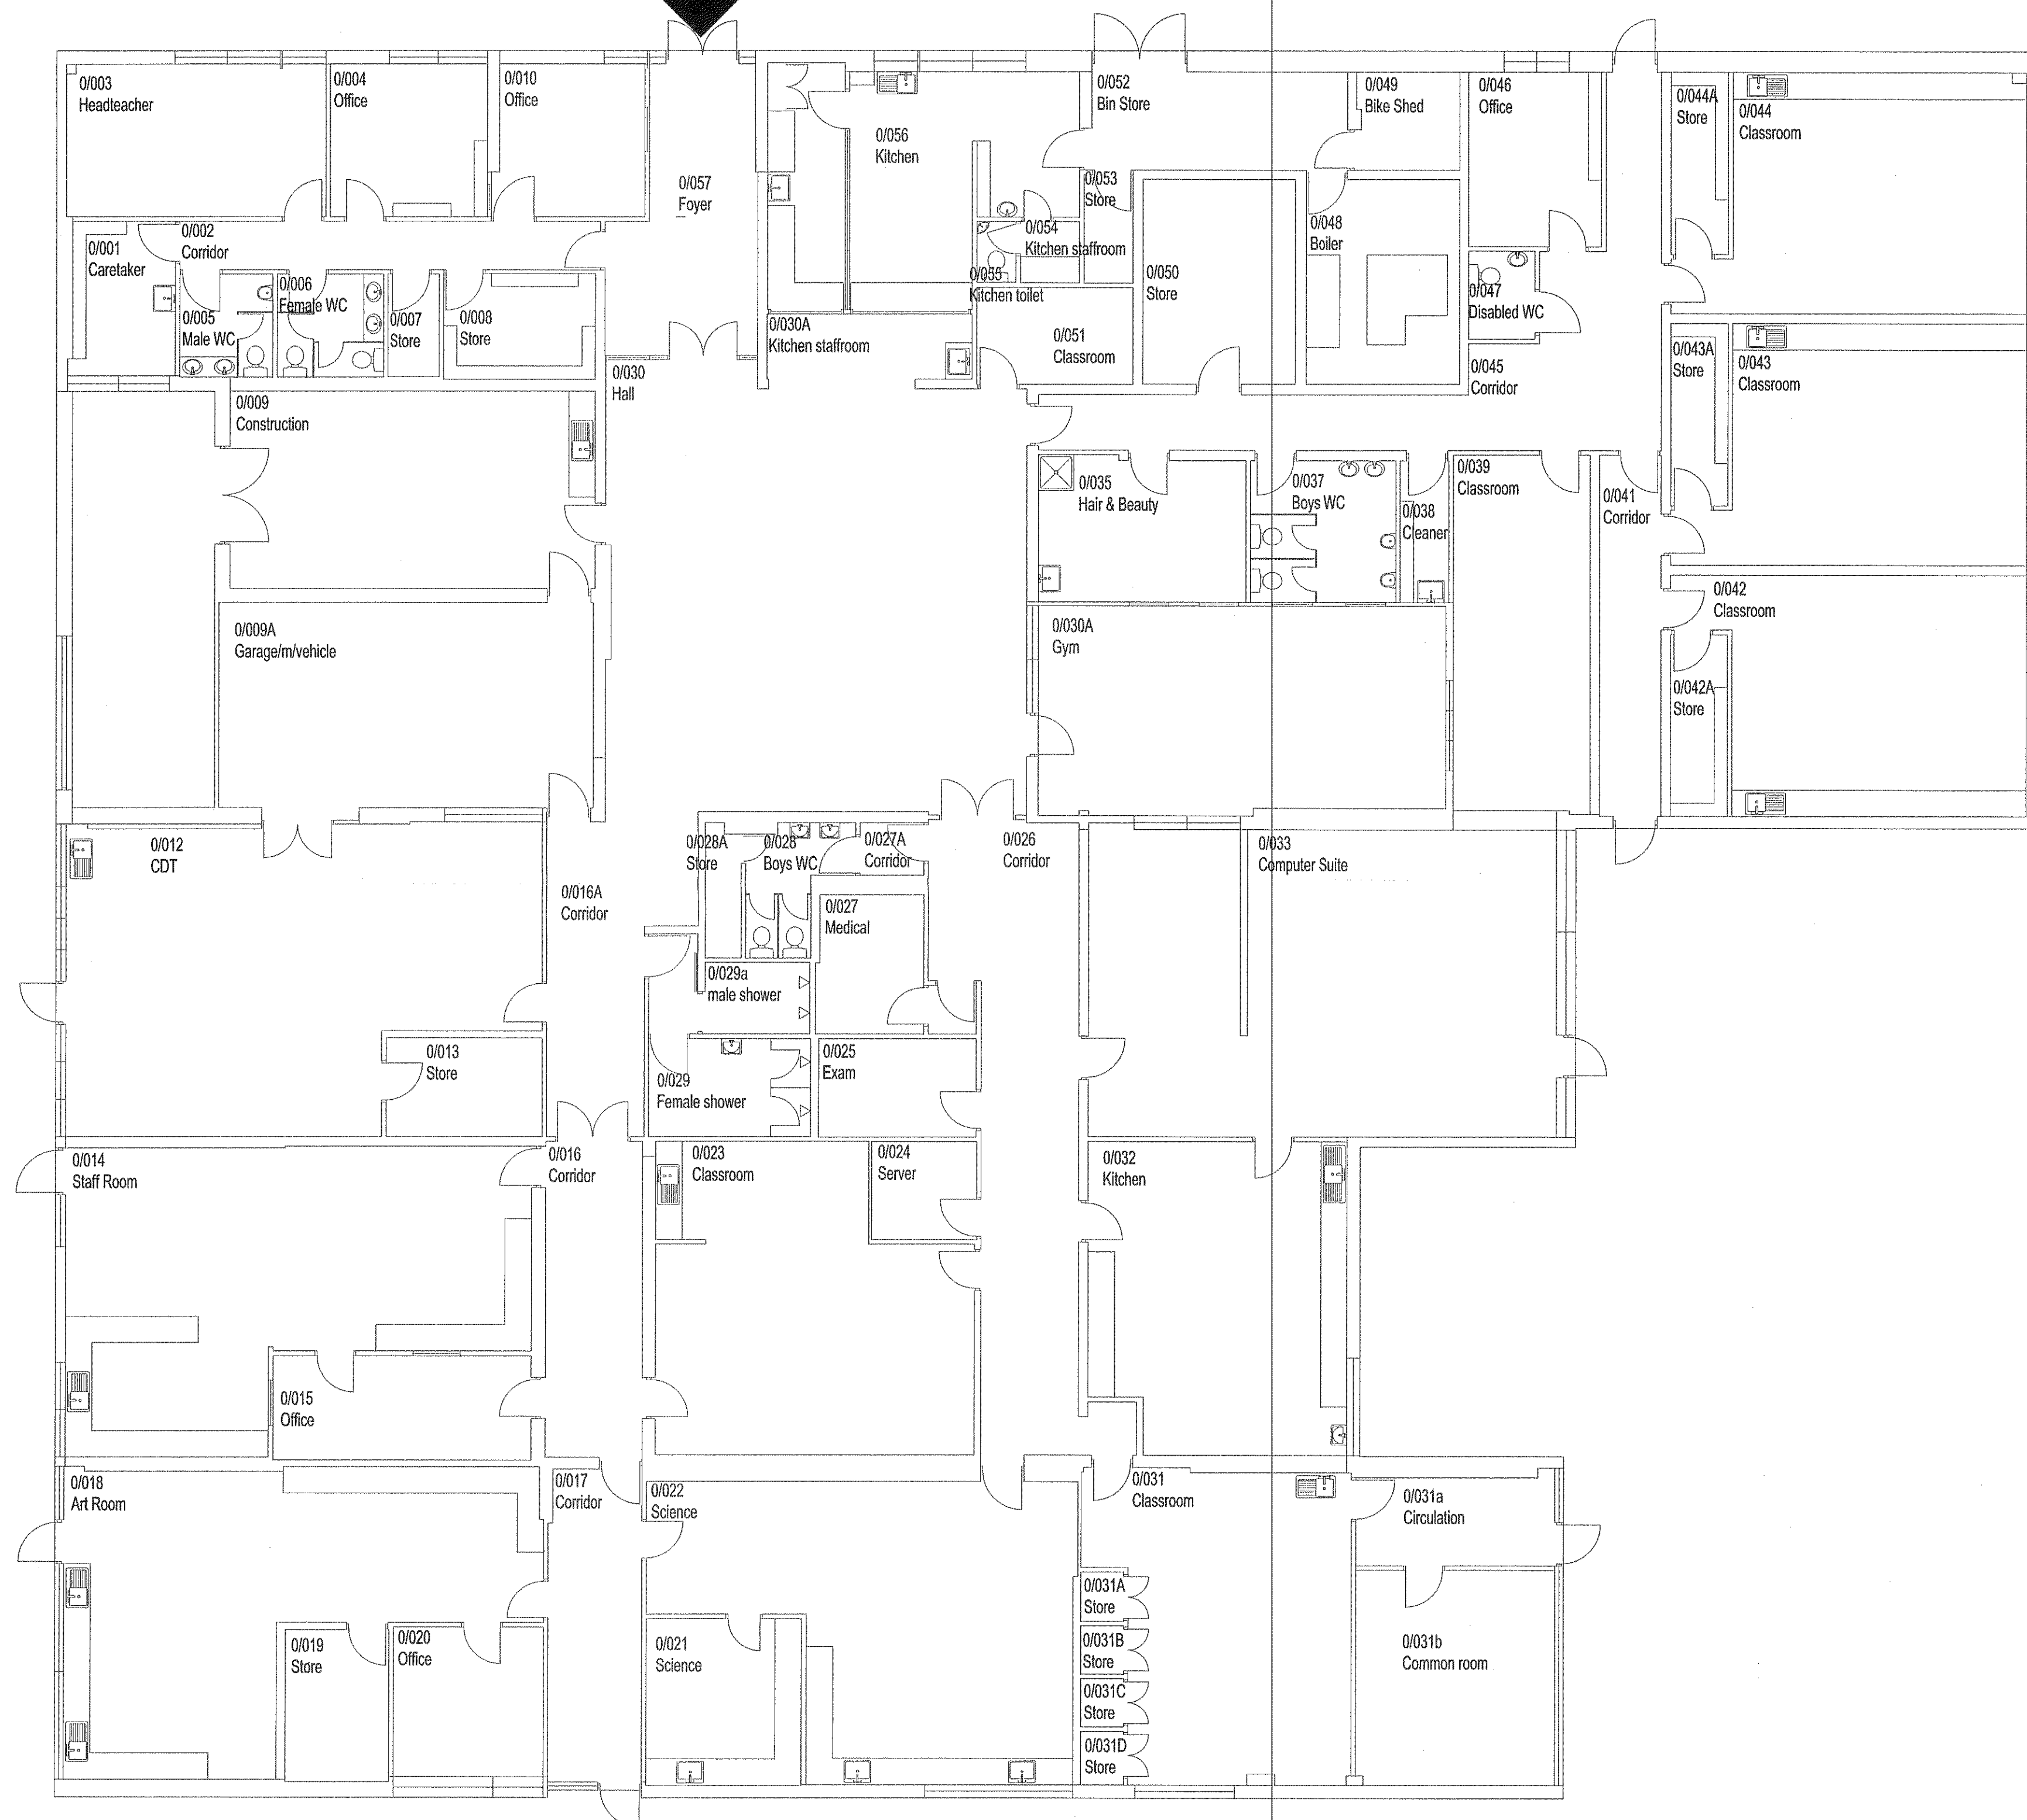 0/003
Headteacher
0/004
Office
0/010
Office
0/057
Foyer
0/056
Kitchen
0/052
Bin Store
0/049
Bike Shed
0/046
Office
0/044A
Store
0/044
Classroom
0/001
Caretaker
0/002
Corridor
0/053
Store
0/054
Kitchen staffroom
0/055
Kitchen toilet
0/050
Store
0/048
Boiler
0/047
Disabled WC
0/005
Male WC
0/006
Female WC
0/007
Store
0/008
Store
0/030A
Kitchen staffroom
0/051
Classroom
0/045
Corridor
0/043A
Store
0/043
Classroom
0/030
Hall
0/009
Construction
0/035
Hair & Beauty
0/037
Boys WC
0/038
Cleaner
0/039
Classroom
0/041
Corridor
0/042
Classroom
0/009A
Garage/m/vehicle
0/030A
Gym
0/042A
Store
0/012
CDT
0/016A
Corridor
0/028A
Store
0/028
Boys WC
0/027A
Corridor
0/026
Corridor
0/033
Computer Suite
0/027
Medical
0/029a
male shower
0/013
Store
0/029
Female shower
0/025
Exam
0/014
Staff Room
0/016
Corridor
0/023
Classroom
0/024
Server
0/032
Kitchen
0/015
Office
0/018
Art Room
0/017
Corridor
0/022
Science
0/031
Classroom
0/031a
Circulation
0/031A
Store
0/019
Store
0/020
Office
0/021
Science
0/031B
Store
0/031b
Common room
0/031C
Store
0/031D
Store